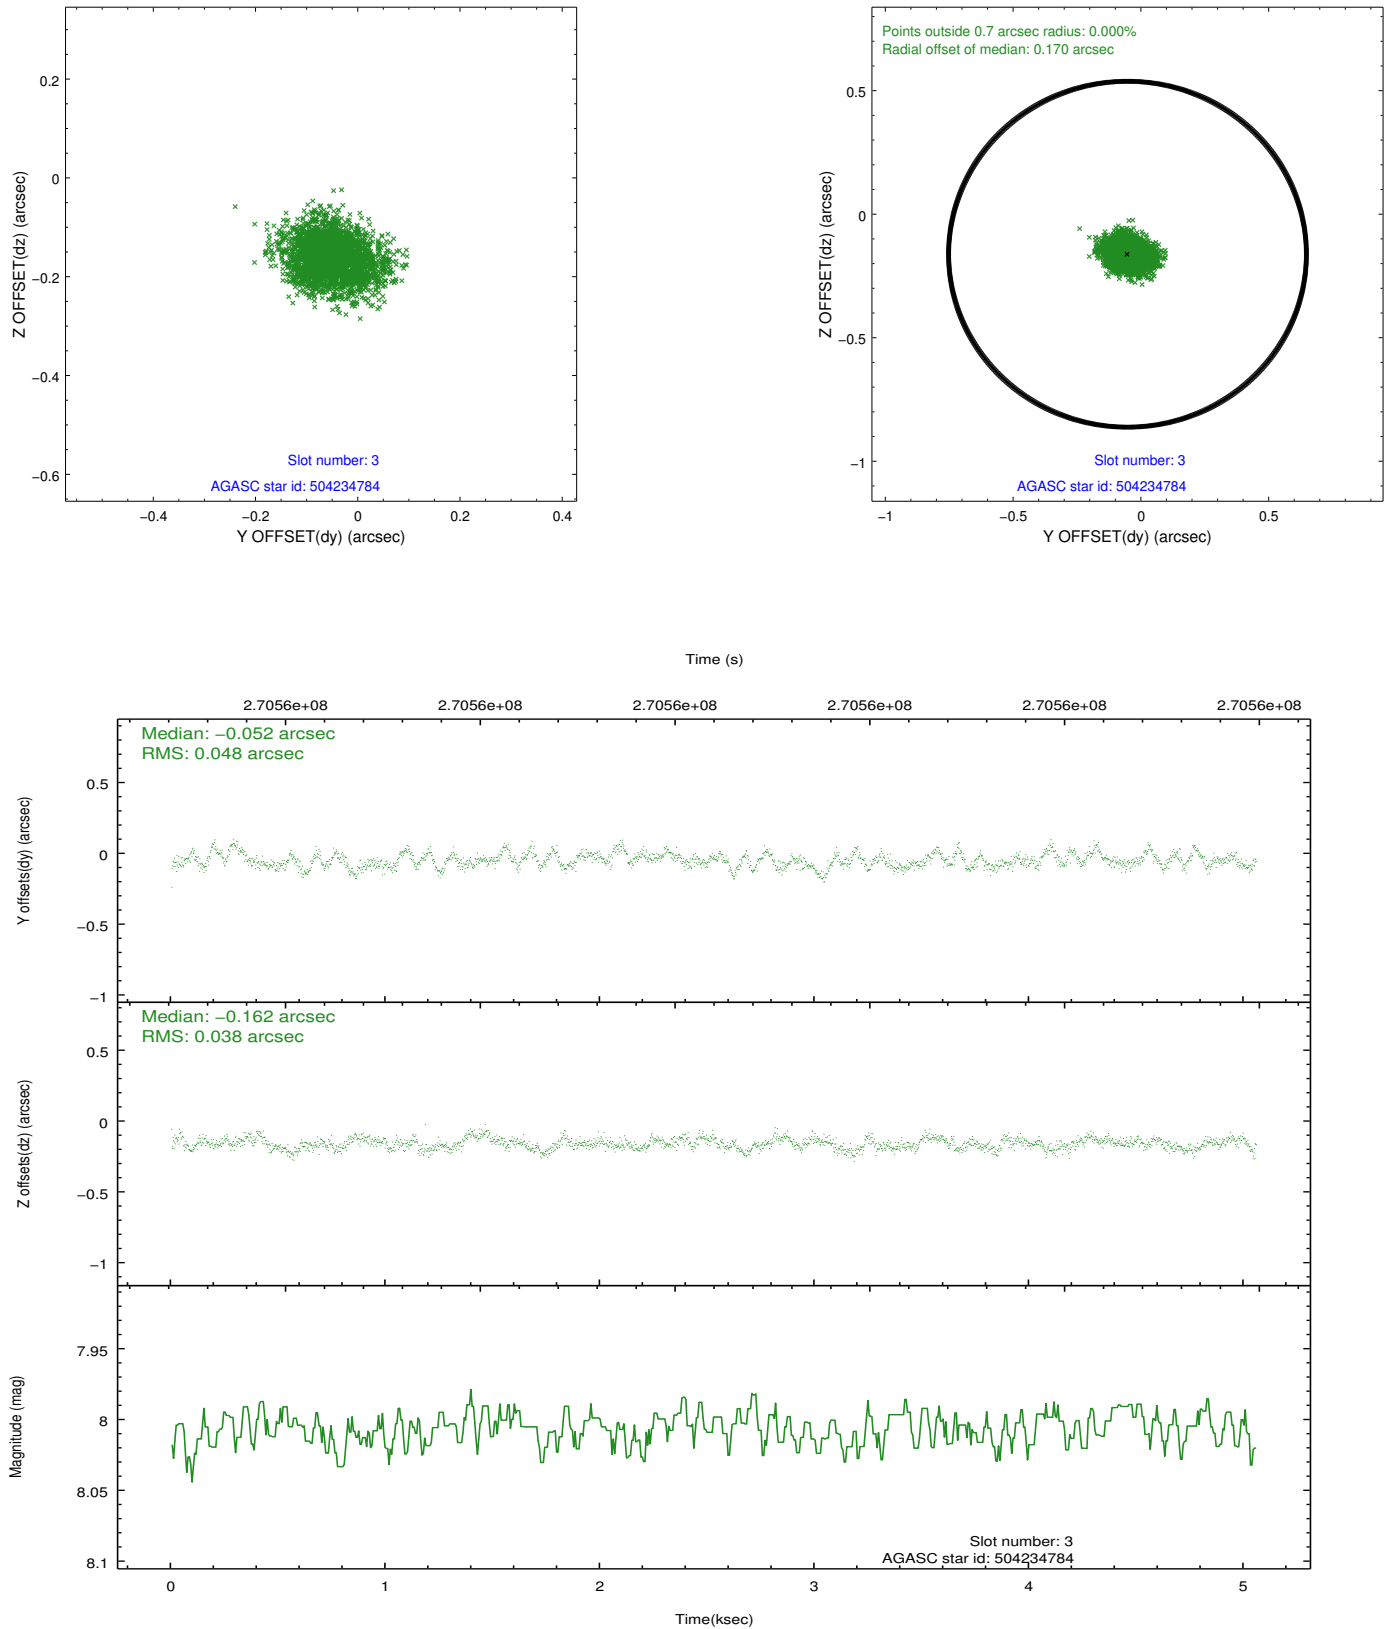 0.2
0
−0.2
−0.4
−0.6
Z OFFSET(dz) (arcsec)
Slot number: 3
AGASC star id: 504234784
−0.4 −0.2 0 0.2 0.4
Y OFFSET(dy) (arcsec)
Points outside 0.7 arcsec radius: 0.000%
Radial offset of median: 0.170 arcsec
0.5
0
−0.5
−1
Z OFFSET(dz) (arcsec)
Slot number: 3
AGASC star id: 504234784
−1 −0.5 0 0.5
Y OFFSET(dy) (arcsec)
Time (s)
2.7056e+08 2.7056e+08 2.7056e+08 2.7056e+08 2.7056e+08 2.7056e+08
Median: −0.052 arcsec
RMS: 0.048 arcsec
0.5
0
−0.5
−1
Y offsets(dy) (arcsec)
Median: −0.162 arcsec
RMS: 0.038 arcsec
0.5
0
−0.5
−1
Z offsets(dz) (arcsec)
7.95
8
8.05
8.1
Magnitude (mag)
Slot number: 3
AGASC star id: 504234784
0 1 2 3 4 5
Time(ksec)